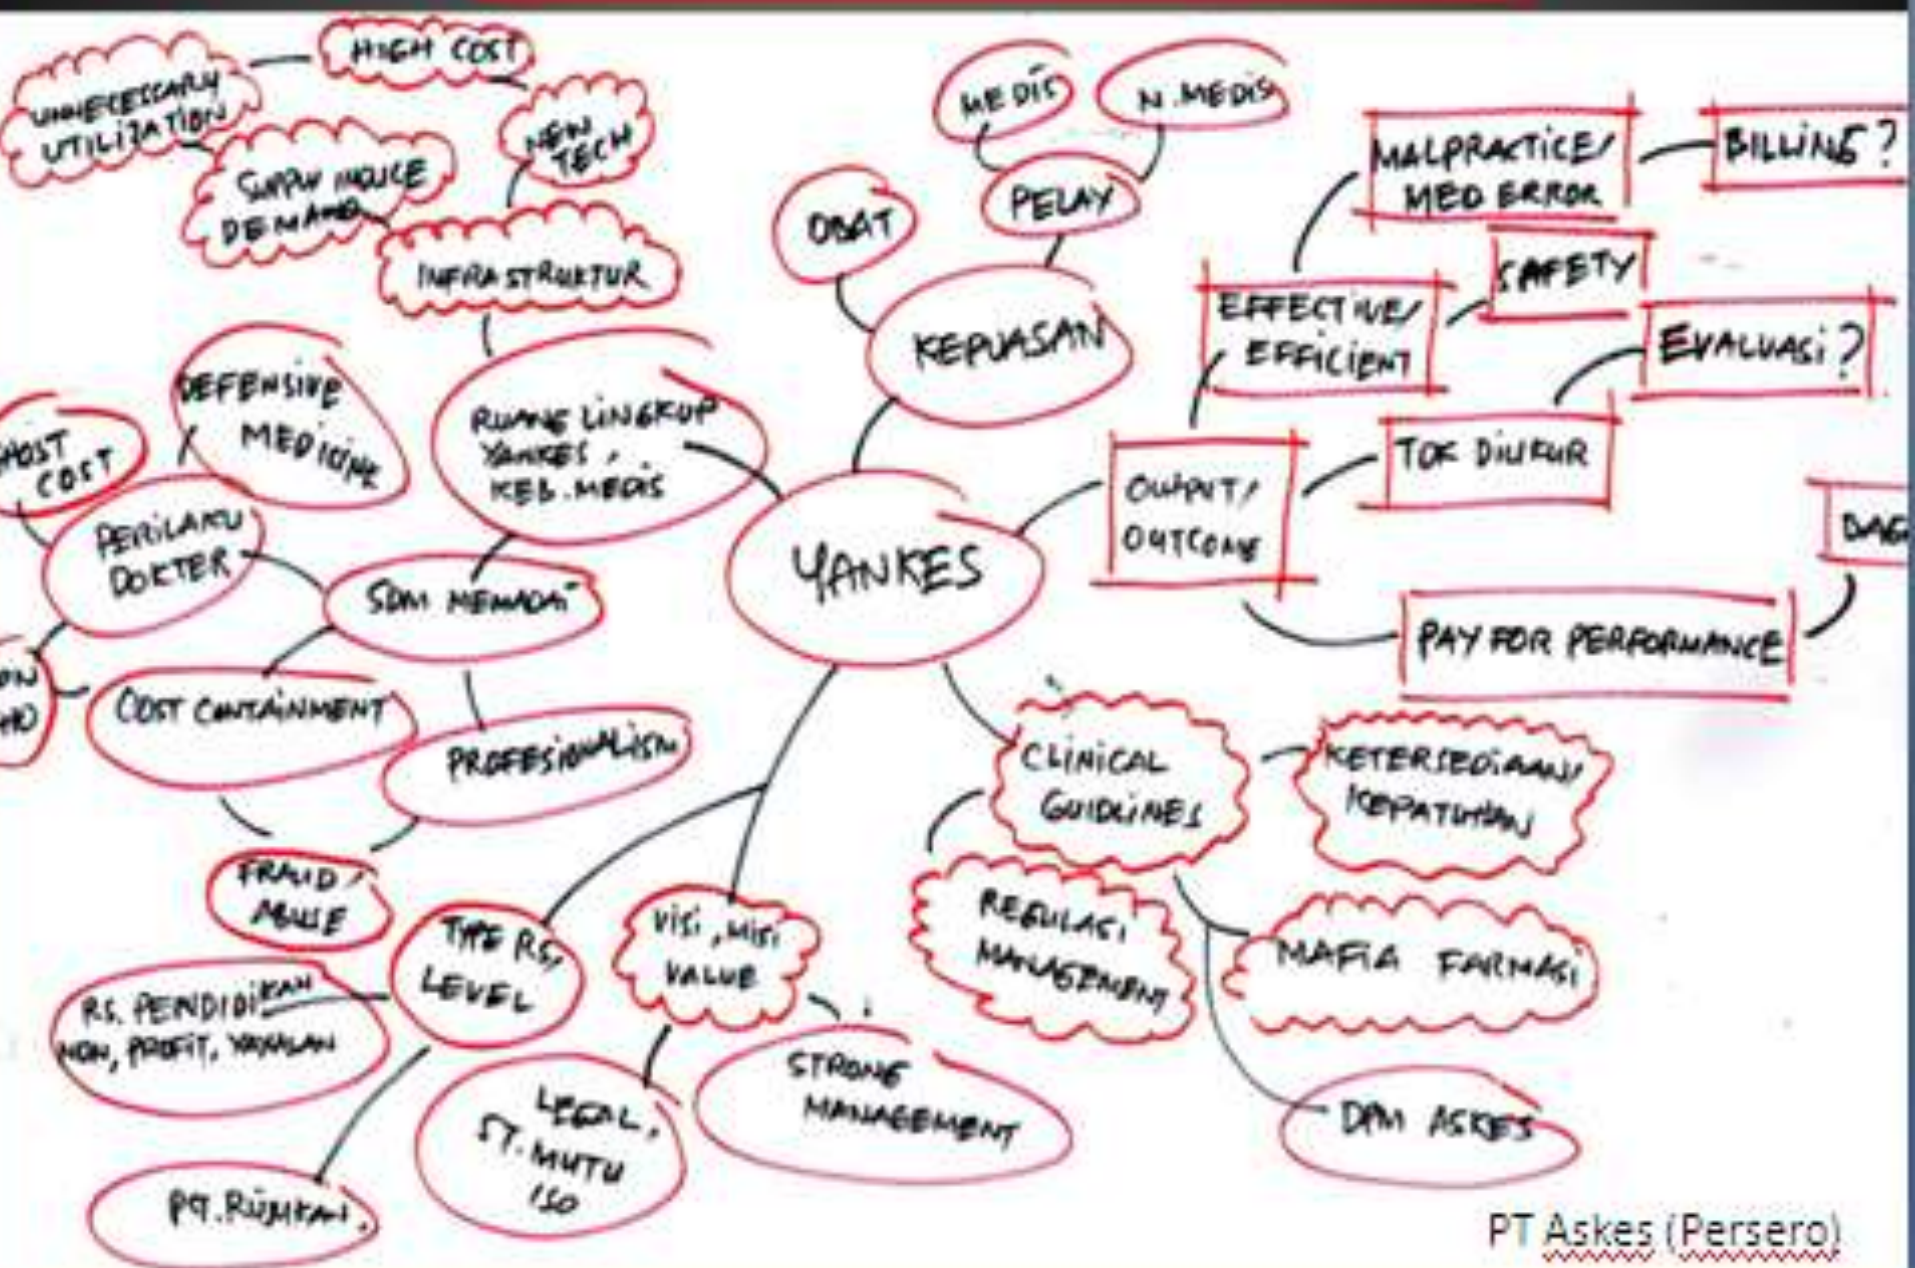 HIGH COST
UNNECESSARY
UTILIZATION
NEW
TECH
SUPPLY INDUCE
DEMAND
INFRASTRUKTUR
MEDIS
N. MEDIS
OBAT
PELAY
KEPUASAN
MALPRACTICE/
MED ERROR
BILLING?
SAFETY
EFFECTIVE/
EFFICIENT
EVALUASI?
TOK DIUKUR
OUTPUT/
OUTCOME
PAY FOR PERFORMANCE
DEFENSIVE
MEDICINE
COST
RUANG LINGKUP
YANKES,
KEB. MEDIS
PERILAKU
DOKTER
SDM MEMADAI
YANKES
COST CONTAINMENT
PROFESIONALISM
FRAUD/
ABUSE
CLINICAL
GUIDLINES
KETERSEDIAAN/
KEPATUHAN
REGULASI
MANAGEMENT
MAFIA FARMASI
DPM ASKES
TYPE RS,
LEVEL
VISI, MISI
VALUE
RS. PENDIDIKAN
NON, PROFIT, YAYASAN
RUJUKAN.
LEGAL,
ST. MUTU
ISO
STRONG
MANAGEMENT
PT Askes (Persero)